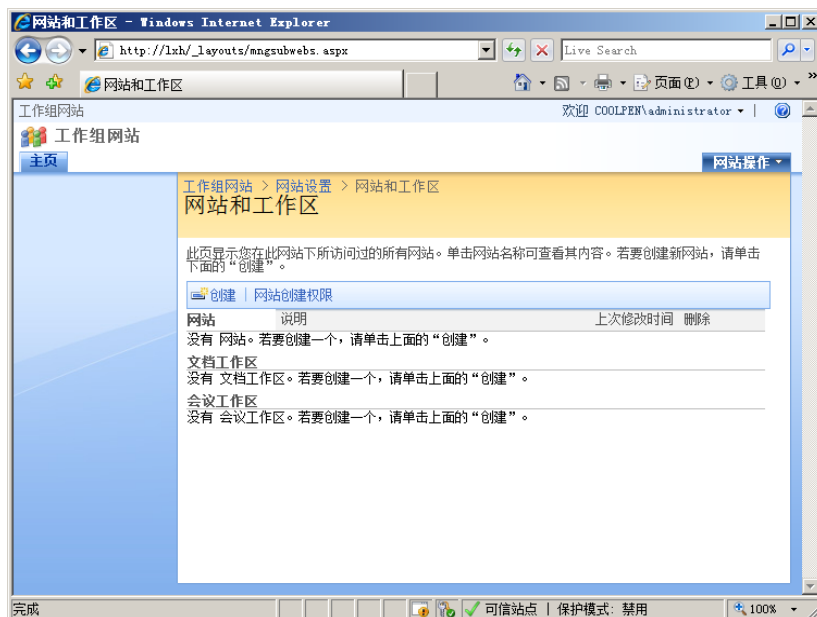 网站和工作区 - Windows Internet Explorer
http://lxh/_layouts/mngsubwebs.aspx
Live Search
网站和工作区
页面(P)
工具(O)
»
工作组网站
欢迎 COOLPEN\administrator
工作组网站
主页
网站操作
工作组网站 > 网站设置 > 网站和工作区
网站和工作区
此页显示您在此网站下所访问过的所有网站。单击网站名称可查看其内容。若要创建新网站，请单击
下面的“创建”。
创建 | 网站创建权限
网站 说明 上次修改时间 删除
没有 网站。若要创建一个，请单击上面的“创建”。
文档工作区
没有 文档工作区。若要创建一个，请单击上面的“创建”。
会议工作区
没有 会议工作区。若要创建一个，请单击上面的“创建”。
完成
可信站点 | 保护模式: 禁用
100%